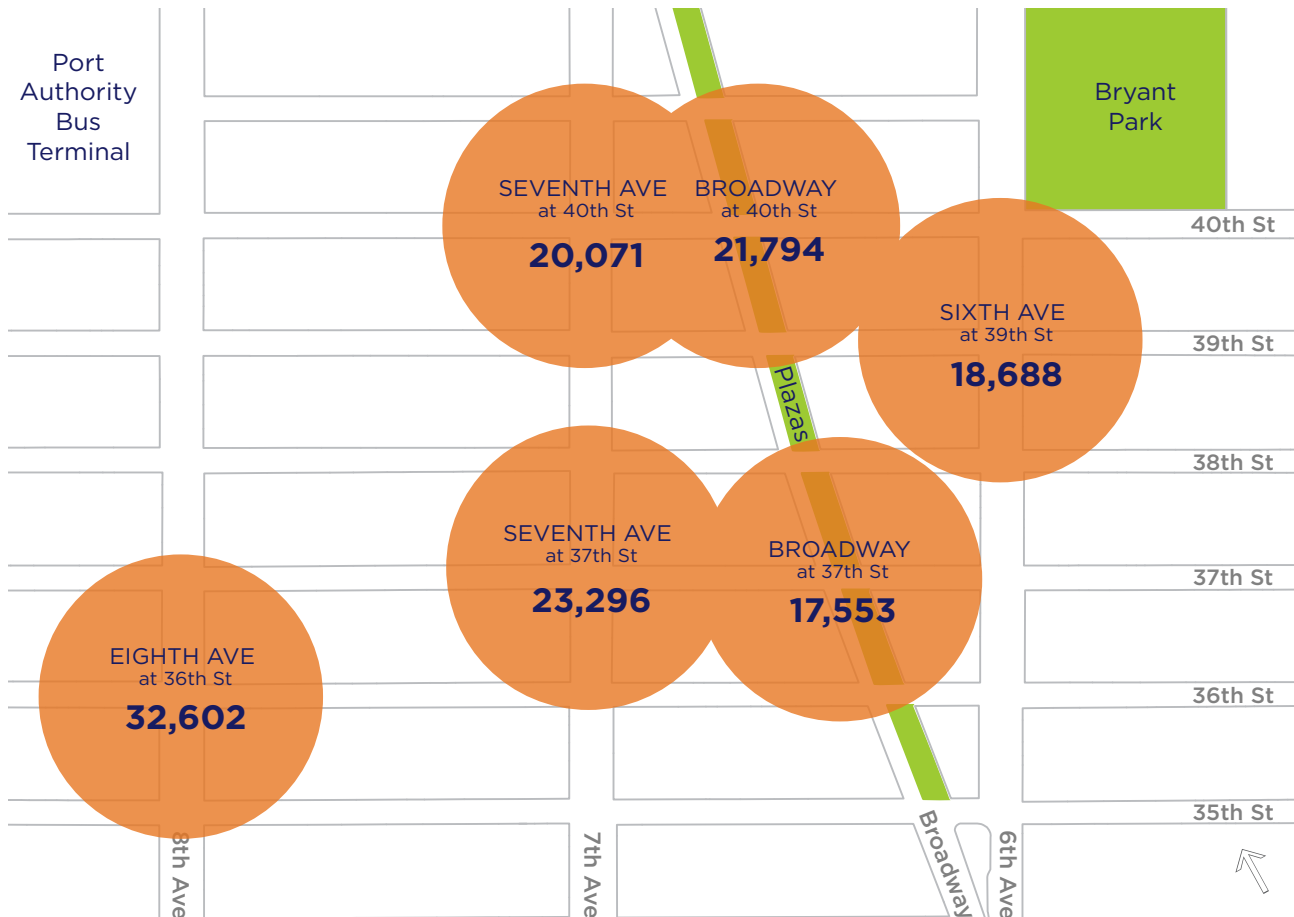 Port
Authority
Bus
Terminal
Bryant
Park
SEVENTH AVE
at 40th St
20,071
BROADWAY
at 40th St
21,794
40th St
SIXTH AVE
at 39th St
18,688
39th St
Plazas
38th St
SEVENTH AVE
at 37th St
23,296
BROADWAY
at 37th St
17,553
37th St
EIGHTH AVE
at 36th St
32,602
36th St
35th St
8th Ave
7th Ave
Broadway
6th Ave